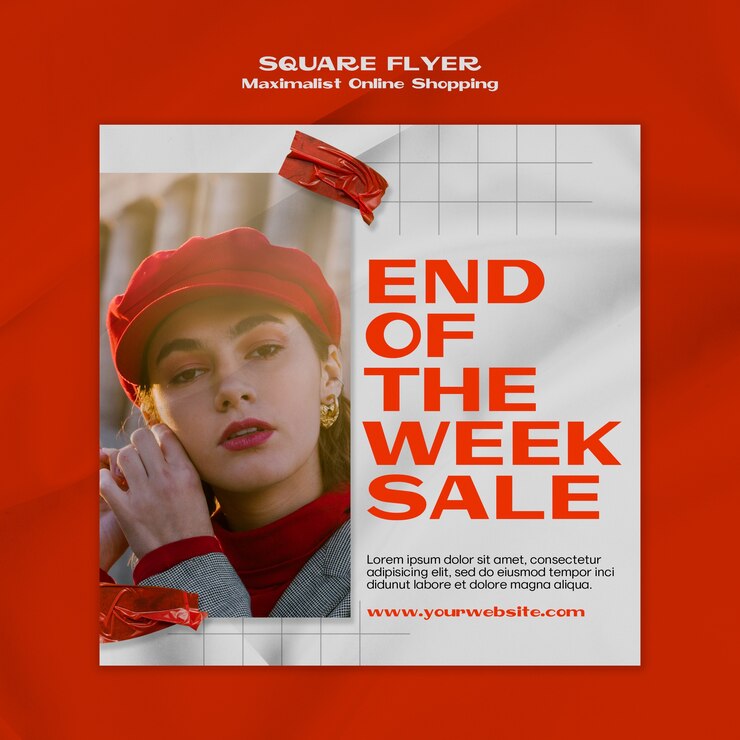 SQUARE FLYER
Maximalist Online Shopping
END
OF
THE
WEEK
SALE
Lorem ipsum dolor sit amet, consectetur
adipisicing elit, sed do eiusmod tempor inci
didunut labore et dolore magna aliqua.
www.yourwebsite.com